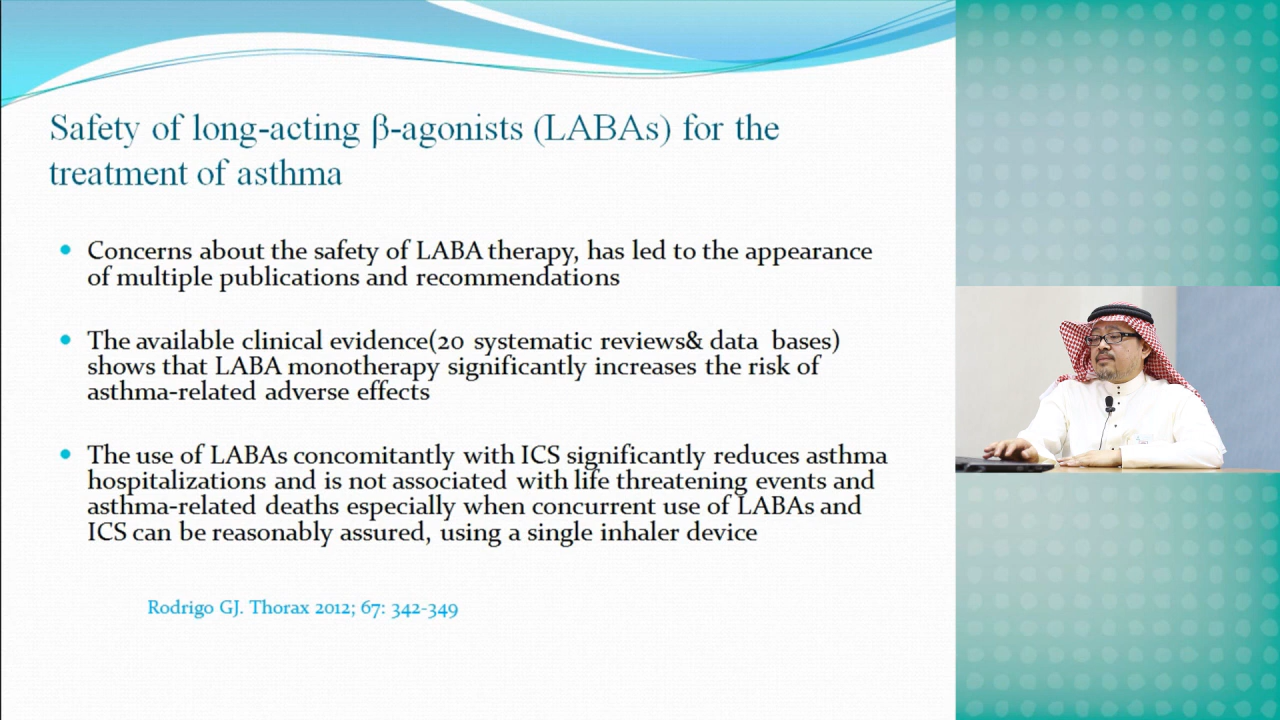 Safety of long-acting β-agonists (LABAs) for the
treatment of asthma
Concerns about the safety of LABA therapy, has led to the appearance
of multiple publications and recommendations
The available clinical evidence(20 systematic reviews& data bases)
shows that LABA monotherapy significantly increases the risk of
asthma-related adverse effects
The use of LABAs concomitantly with ICS significantly reduces asthma
hospitalizations and is not associated with life threatening events and
asthma-related deaths especially when concurrent use of LABAs and
ICS can be reasonably assured, using a single inhaler device
Rodrigo GJ. Thorax 2012; 67: 342-349